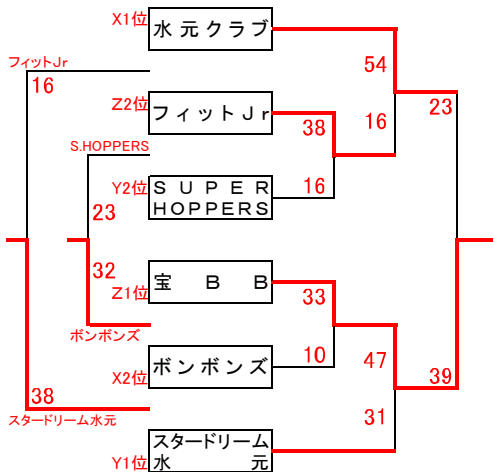 X1位
水元クラブ
54
フィットJr
16
23
Z2位
フィットJr
38
16
S.HOPPERS
Y2位
SUPER
HOPPERS
16
23
32
Z1位
宝BB
33
ボンボンズ
10
47
X2位
ボンボンズ
39
38
31
スタードリーム水元
スタードリーム
水元
Y1位